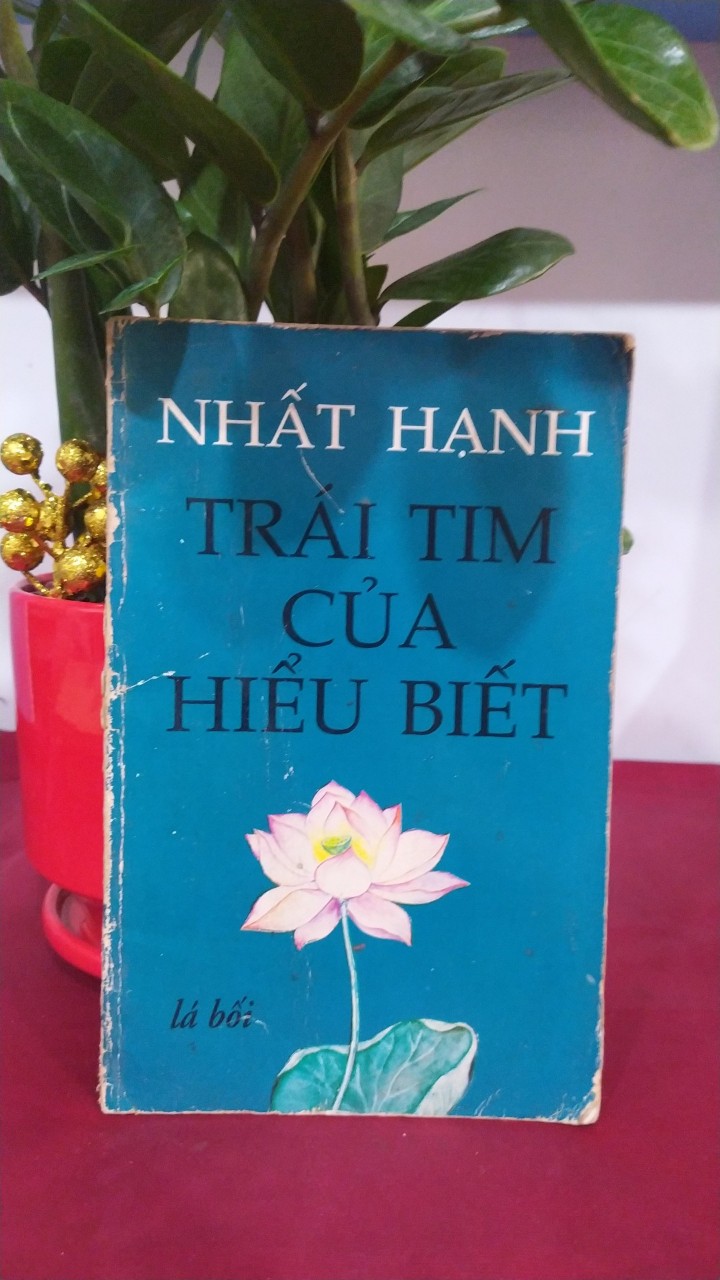 NHẤT HẠNH
TRÁI TIM
CỦA
HIỂU BIẾT
lá bối